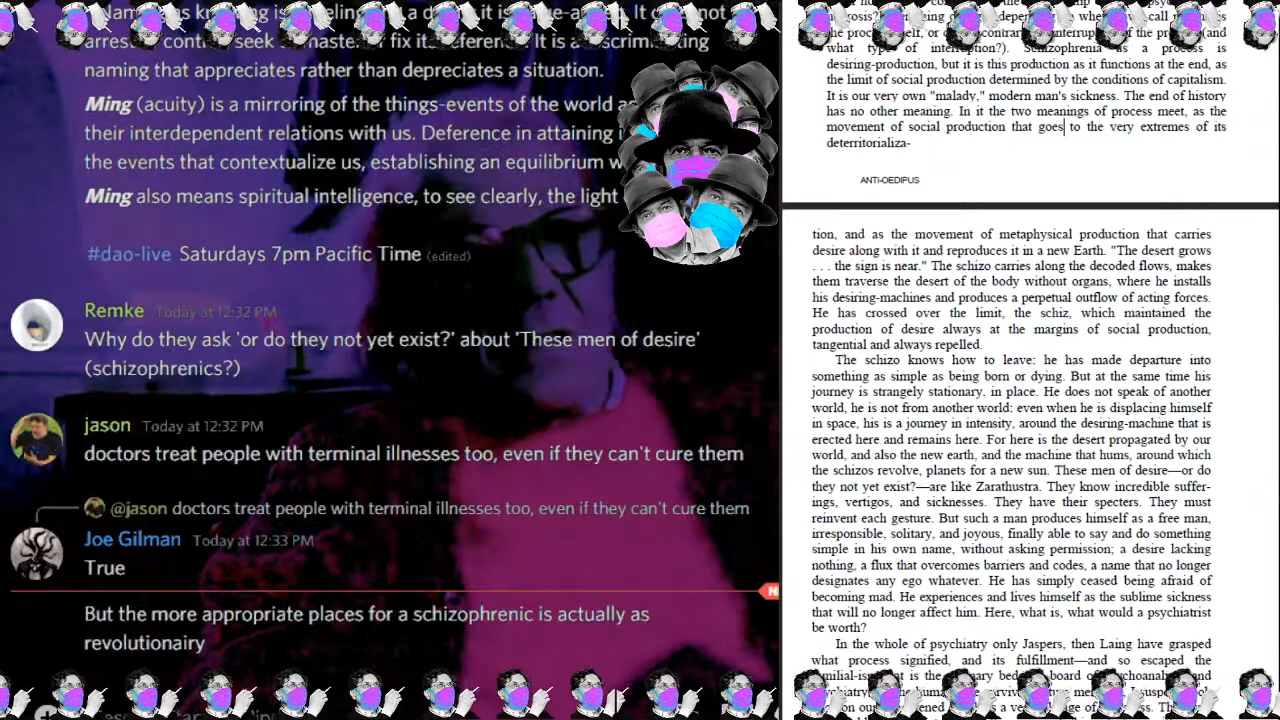 arrest
naming that appreciates rather than depreciates a situation.
Ming (acuity) is a mirroring of the things-events of the world as
their interdependent relations with us. Deference in attaining
the events that contextualize us, establishing an equilibrium
Ming also means spiritual intelligence, to see clearly, the light
#dao-live Saturdays 7pm Pacific Time (edited)
Remke Today at 12:32 PM
Why do they ask 'or do they not yet exist?' about 'These men of desire'
(schizophrenics?)
jason Today at 12:32 PM
doctors treat people with terminal illnesses too, even if they can't cure them
@jason doctors treat people with terminal illnesses too, even if they can't cure them
Joe Gilman Today at 12:33 PM
True
But the more appropriate places for a schizophrenic is actually as
revolutionairy
what type of interruption?). Schizophrenia as a process is
desiring-production, but it is this production as it functions at the end, as
the limit of social production determined by the conditions of capitalism.
It is our very own "malady," modern man's sickness. The end of history
has no other meaning. In it the two meanings of process meet, as the
movement of social production that goes to the very extremes of its
deterritorializa-
ANTI-OEDIPUS
tion, and as the movement of metaphysical production that carries
desire along with it and reproduces it in a new Earth. "The desert grows
. . . the sign is near." The schizo carries along the decoded flows, makes
them traverse the desert of the body without organs, where he installs
his desiring-machines and produces a perpetual outflow of acting forces.
He has crossed over the limit, the schiz, which maintained the
production of desire always at the margins of social production,
tangential and always repelled.
The schizo knows how to leave: he has made departure into
something as simple as being born or dying. But at the same time his
journey is strangely stationary, in place. He does not speak of another
world, he is not from another world: even when he is displacing himself
in space, his is a journey in intensity, around the desiring-machine that is
erected here and remains here. For here is the desert propagated by our
world, and also the new earth, and the machine that hums, around which
the schizos revolve, planets for a new sun. These men of desire—or do
they not yet exist?—are like Zarathustra. They know incredible suffer-
ings, vertigos, and sicknesses. They have their specters. They must
reinvent each gesture. But such a man produces himself as a free man,
irresponsible, solitary, and joyous, finally able to say and do something
simple in his own name, without asking permission; a desire lacking
nothing, a flux that overcomes barriers and codes, a name that no longer
designates any ego whatever. He has simply ceased being afraid of
becoming mad. He experiences and lives himself as the sublime sickness
that will no longer affect him. Here, what is, what would a psychiatrist
be worth?
In the whole of psychiatry only Jaspers, then Laing have grasped
what process signified, and its fulfillment—and so escaped the